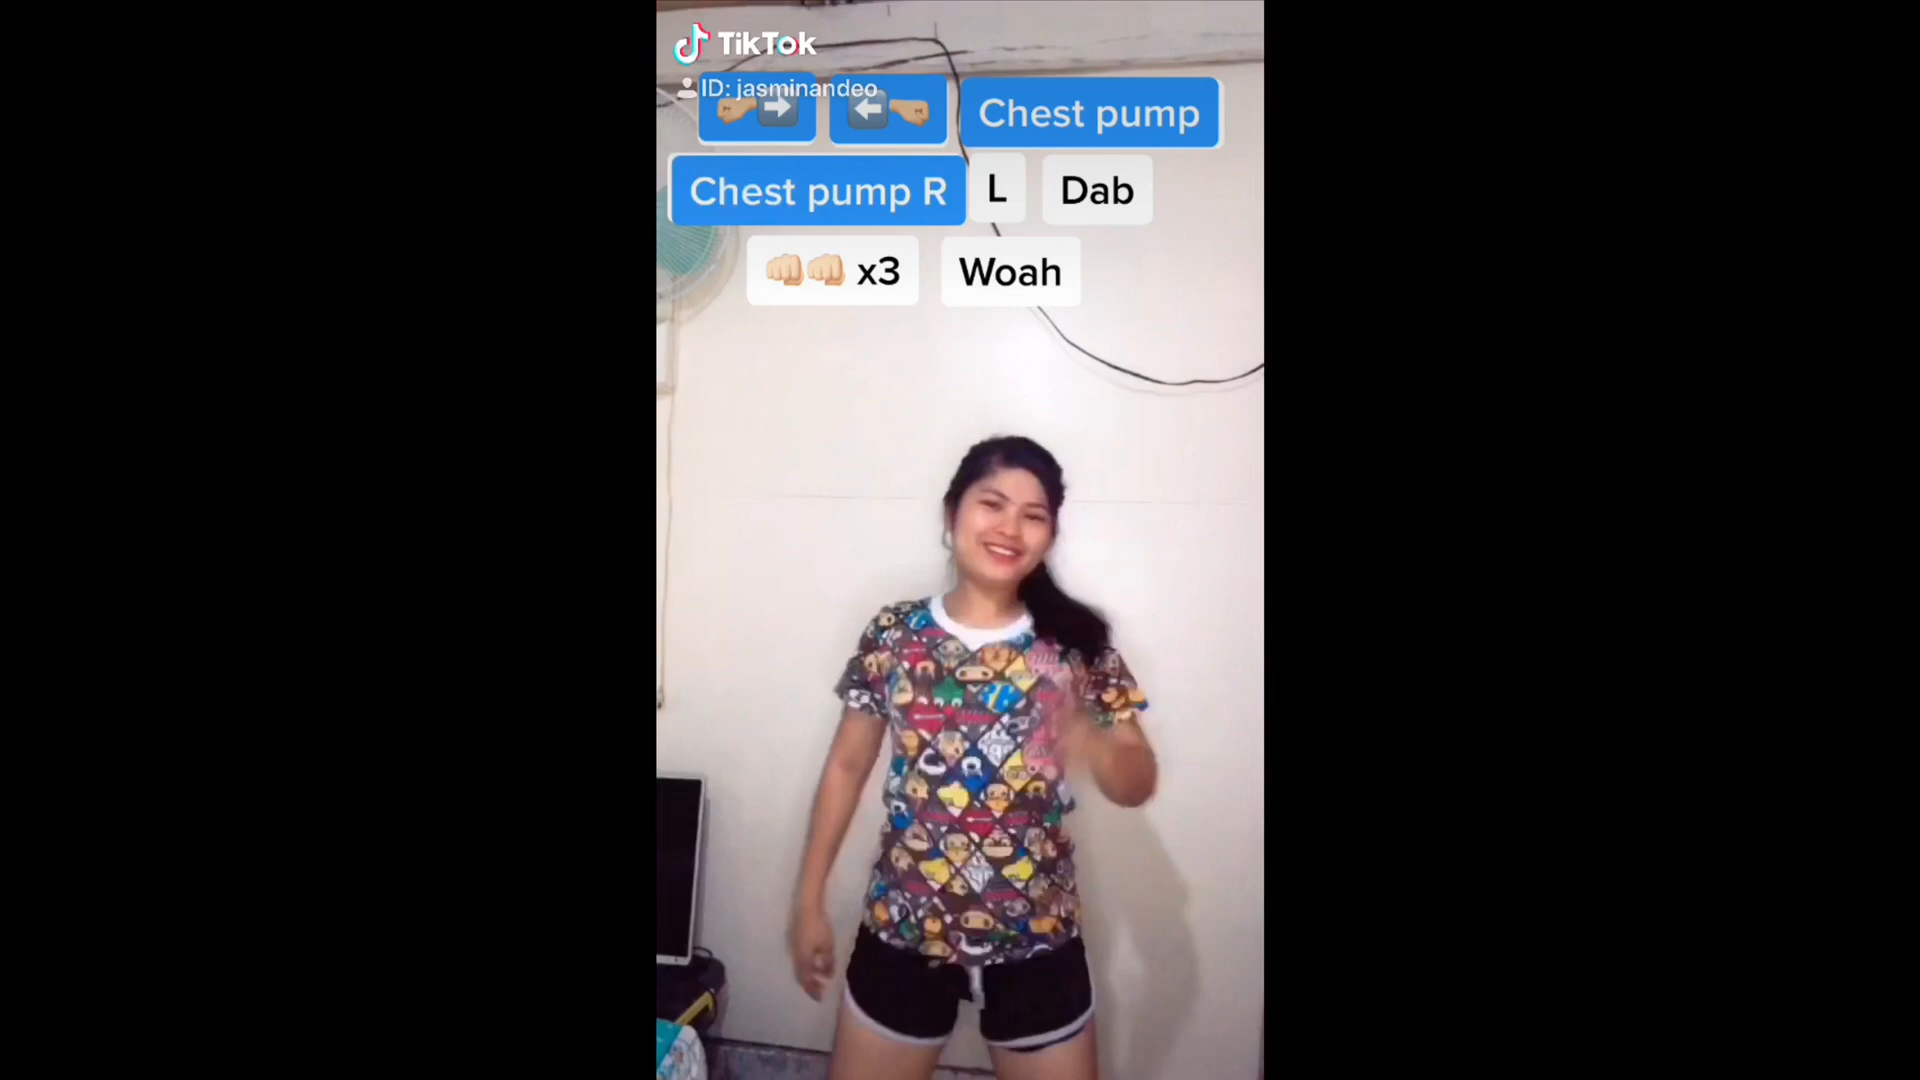 TikTok
ID: jasminandeo
🤛🏼➡️ ⬅️🤜🏼 Chest pump
Chest pump R L Dab
👊🏻👊🏻 x3 Woah